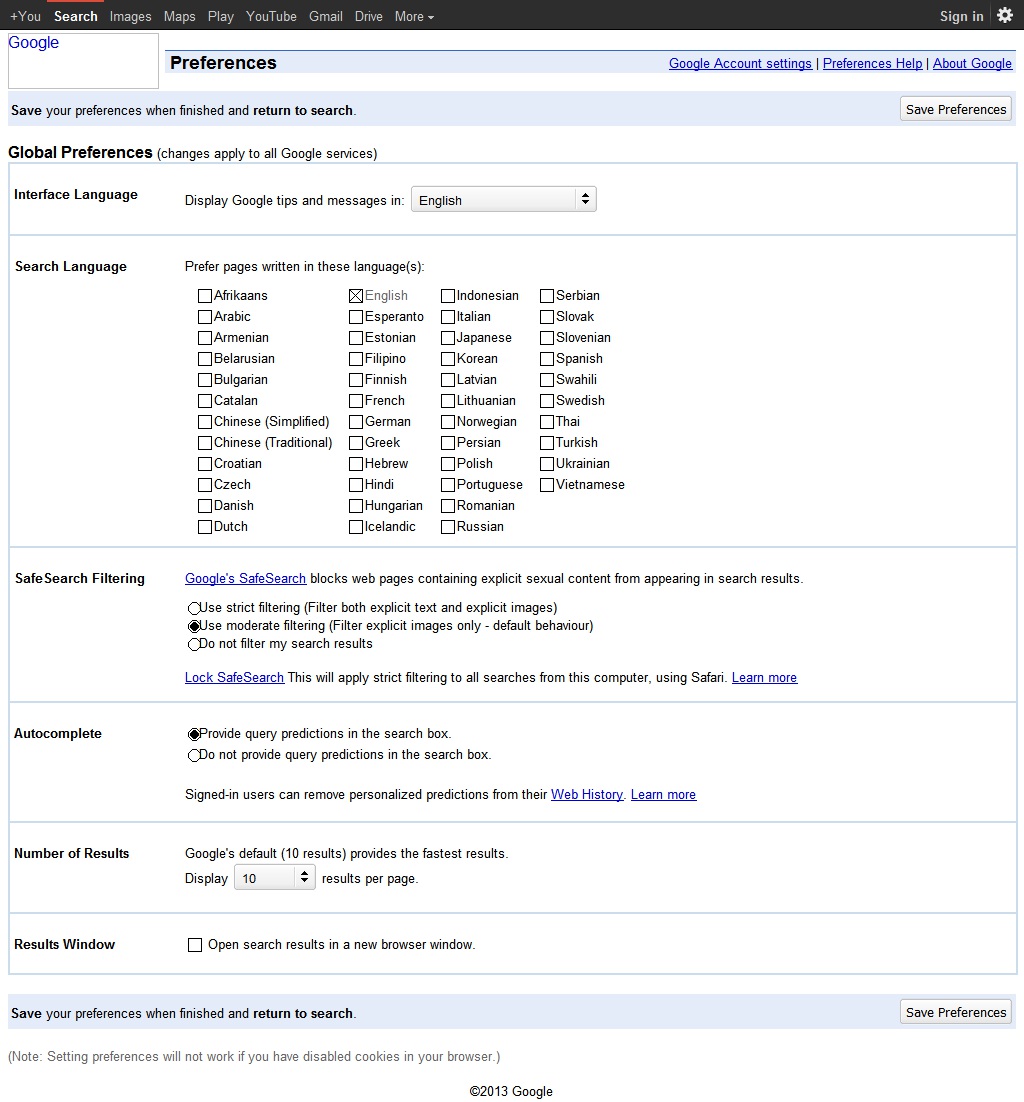 +You Search Images Maps Play YouTube Gmail Drive More Sign in
Google
Preferences Google Account settings | Preferences Help | About Google
Save your preferences when finished and return to search. Save Preferences
Global Preferences (changes apply to all Google services)
Interface Language Display Google tips and messages in: English
Search Language Prefer pages written in these language(s):
Afrikaans English Indonesian Serbian
Arabic Esperanto Italian Slovak
Armenian Estonian Japanese Slovenian
Belarusian Filipino Korean Spanish
Bulgarian Finnish Latvian Swahili
Catalan French Lithuanian Swedish
Chinese (Simplified) German Norwegian Thai
Chinese (Traditional) Greek Persian Turkish
Croatian Hebrew Polish Ukrainian
Czech Hindi Portuguese Vietnamese
Danish Hungarian Romanian
Dutch Icelandic Russian
SafeSearch Filtering Google's SafeSearch blocks web pages containing explicit sexual content from appearing in search results.
Use strict filtering (Filter both explicit text and explicit images)
Use moderate filtering (Filter explicit images only - default behaviour)
Do not filter my search results
Lock SafeSearch This will apply strict filtering to all searches from this computer, using Safari. Learn more
Autocomplete Provide query predictions in the search box.
Do not provide query predictions in the search box.
Signed-in users can remove personalized predictions from their Web History. Learn more
Number of Results Google's default (10 results) provides the fastest results.
Display 10 results per page.
Results Window Open search results in a new browser window.
Save your preferences when finished and return to search. Save Preferences
(Note: Setting preferences will not work if you have disabled cookies in your browser.)
©2013 Google